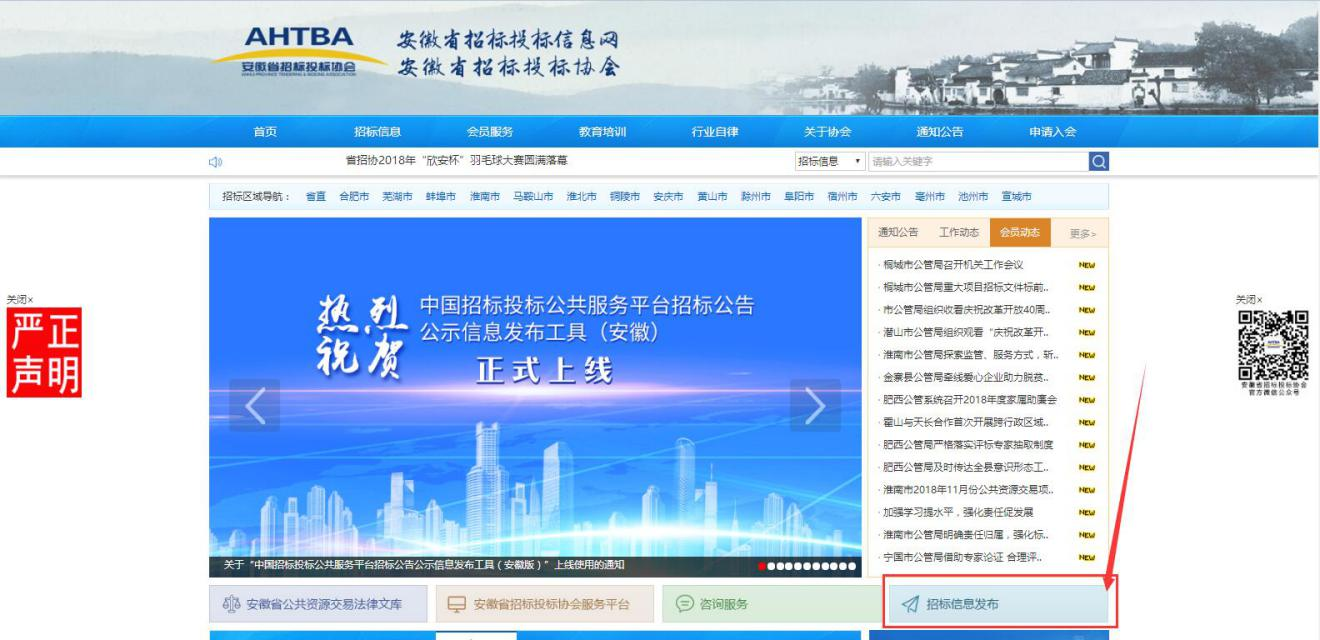 AHTBA
安徽省招标投标协会
安徽省招标投标信息网
安徽省招标投标协会
首页 招标信息 会员服务 教育培训 行业自律 关于协会 通知公告 申请入会
省招协2018年“欣安杯”羽毛球大赛圆满落幕
招标信息 请输入关键字
招标区域导航: 省直 合肥市 芜湖市 蚌埠市 淮南市 马鞍山市 淮北市 铜陵市 安庆市 黄山市 滁州市 阜阳市 宿州市 六安市 亳州市 池州市 宣城市
热烈祝贺
中国招标投标公共服务平台招标公告
公示信息发布工具（安徽）
正式上线
关于“中国招标投标公共服务平台招标公告公示信息发布工具（安徽版）”上线使用的通知
通知公告 工作动态 会员动态 更多>
·桐城市公管局召开机关工作会议 NEW
·桐城市公管局重大项目招标文件标前.. NEW
·市公管局组织收看庆祝改革开放40周.. NEW
·潜山市公管局组织观看“庆祝改革开.. NEW
·淮南市公管局探索监管、服务方式，斩.. NEW
·金寨县公管局牵线爱心企业助力脱贫.. NEW
·肥西公管系统召开2018年度家属助廉会 NEW
·霍山与天长合作首次开展跨行政区域.. NEW
·肥西公管局严格落实评标专家抽取制度 NEW
·肥西公管局及时传达全县意识形态工.. NEW
·淮南市2018年11月份公共资源交易项.. NEW
·加强学习提水平，强化责任促发展 NEW
·淮南市公管局明确责任归属，强化标.. NEW
·宁国市公管局借助专家论证 合理评.. NEW
关闭×
严正
声明
关闭×
安徽省招标投标协会
官方微信公众号
安徽省公共资源交易法律文库
安徽省招标投标协会服务平台
咨询服务
招标信息发布